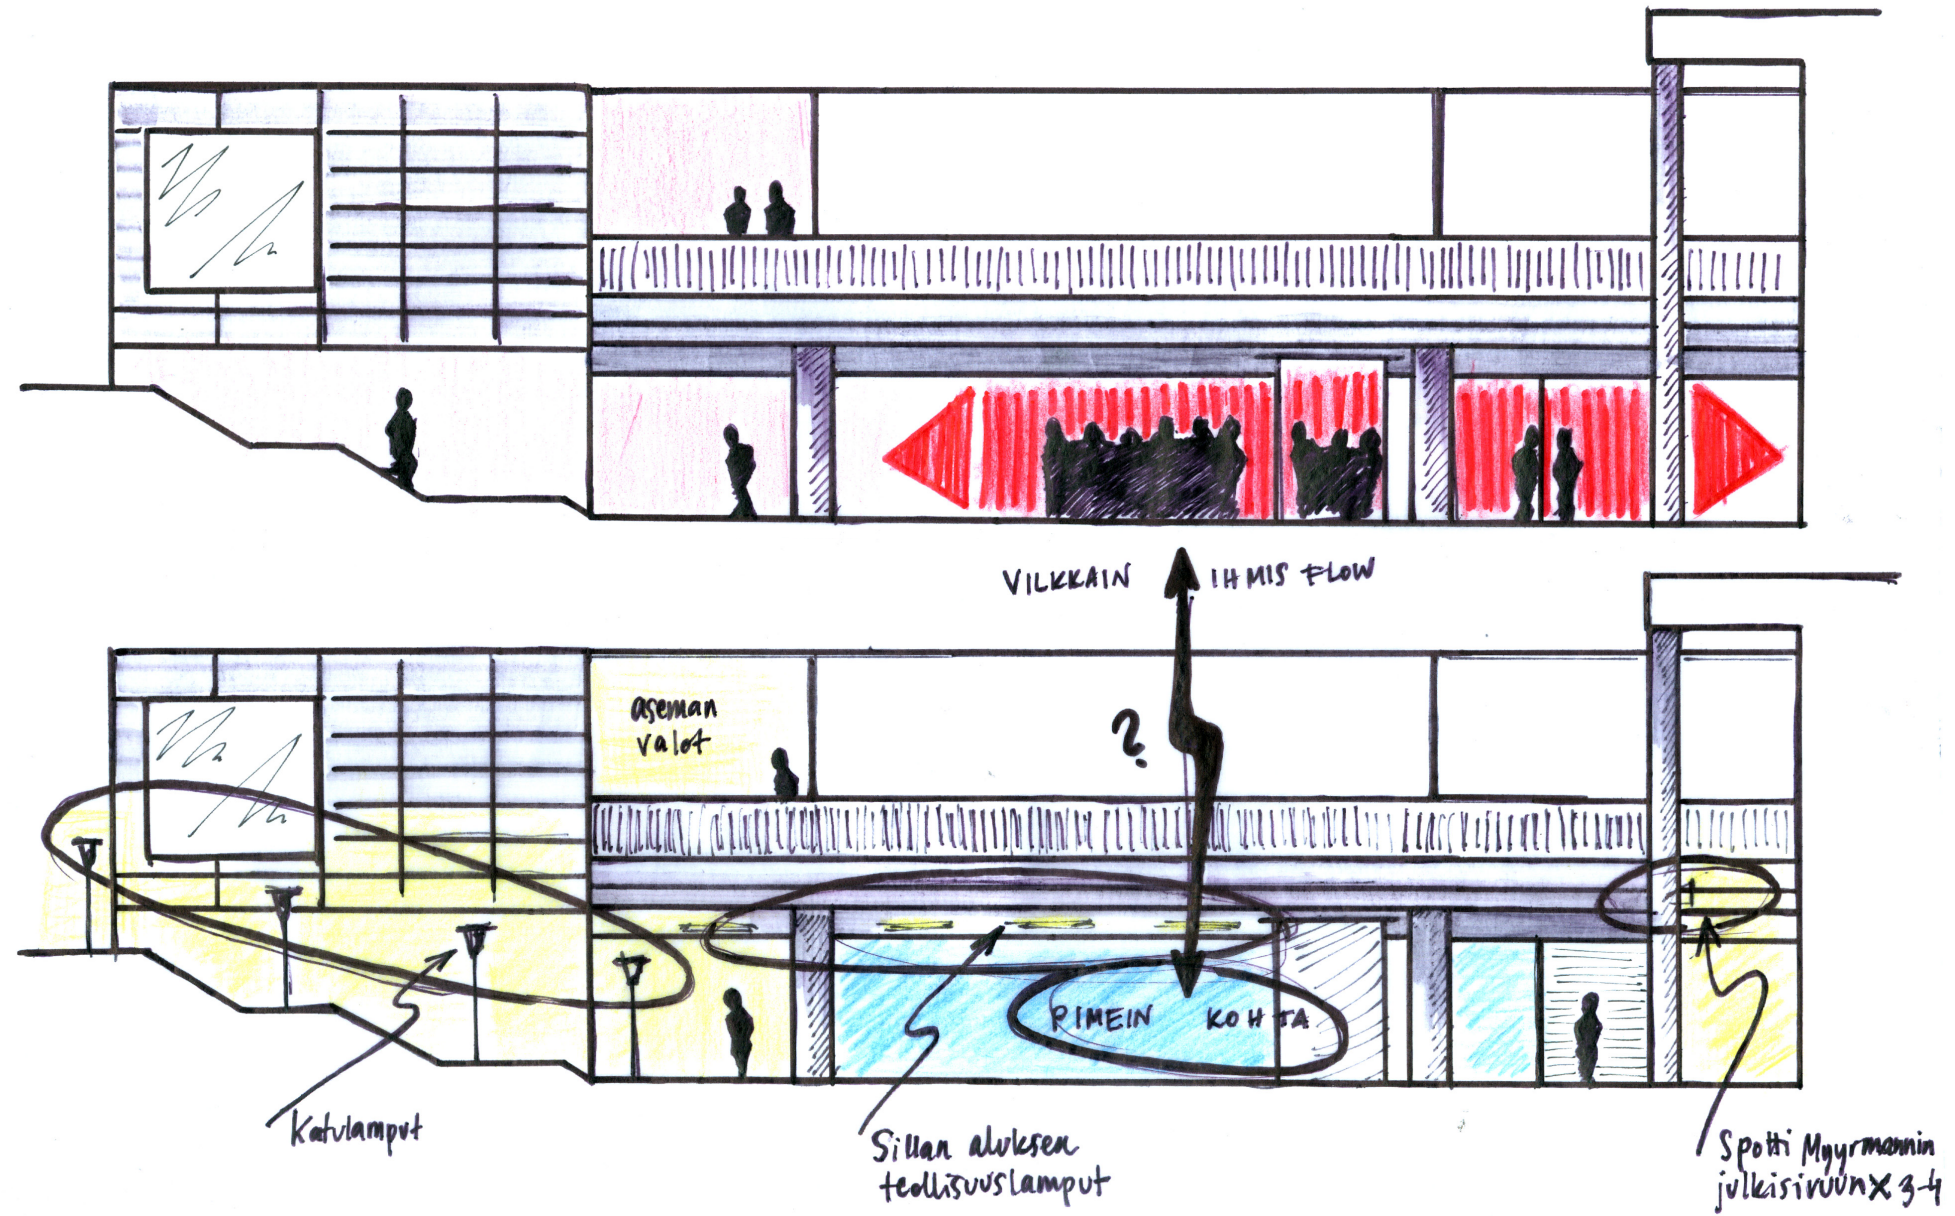 VILKKAIN IHMIS FLOW
aseman
valot
?
PIMEIN KOHTA
Katulamput
Sillan aluksen
teollisuuslamput
Spotti Myyrmannin
julkisivuun x 3-4